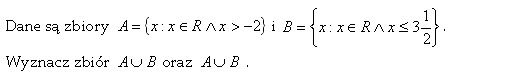 Dane są zbiory A = {x : x ∈ R ∧ x > −2} i B = {x : x ∈ R ∧ x ≤ 3 1/2}.
Wyznacz zbiór A ∪ B oraz A ∪ B .